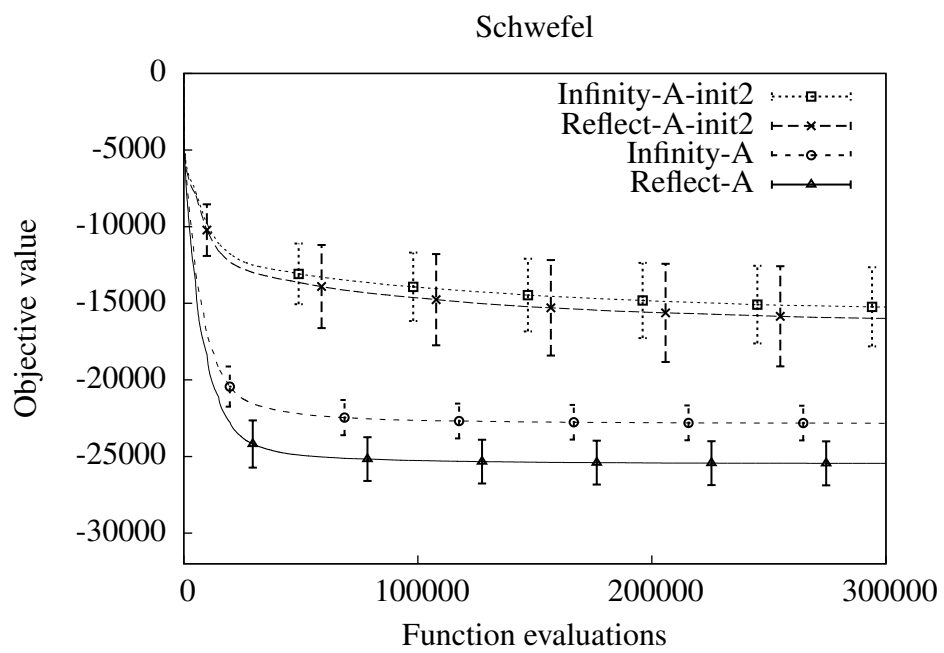 Schwefel
0
-5000
-10000
-15000
-20000
-25000
-30000
Objective value
Infinity-A-init2
Reflect-A-init2
Infinity-A
Reflect-A
0
100000
200000
300000
Function evaluations